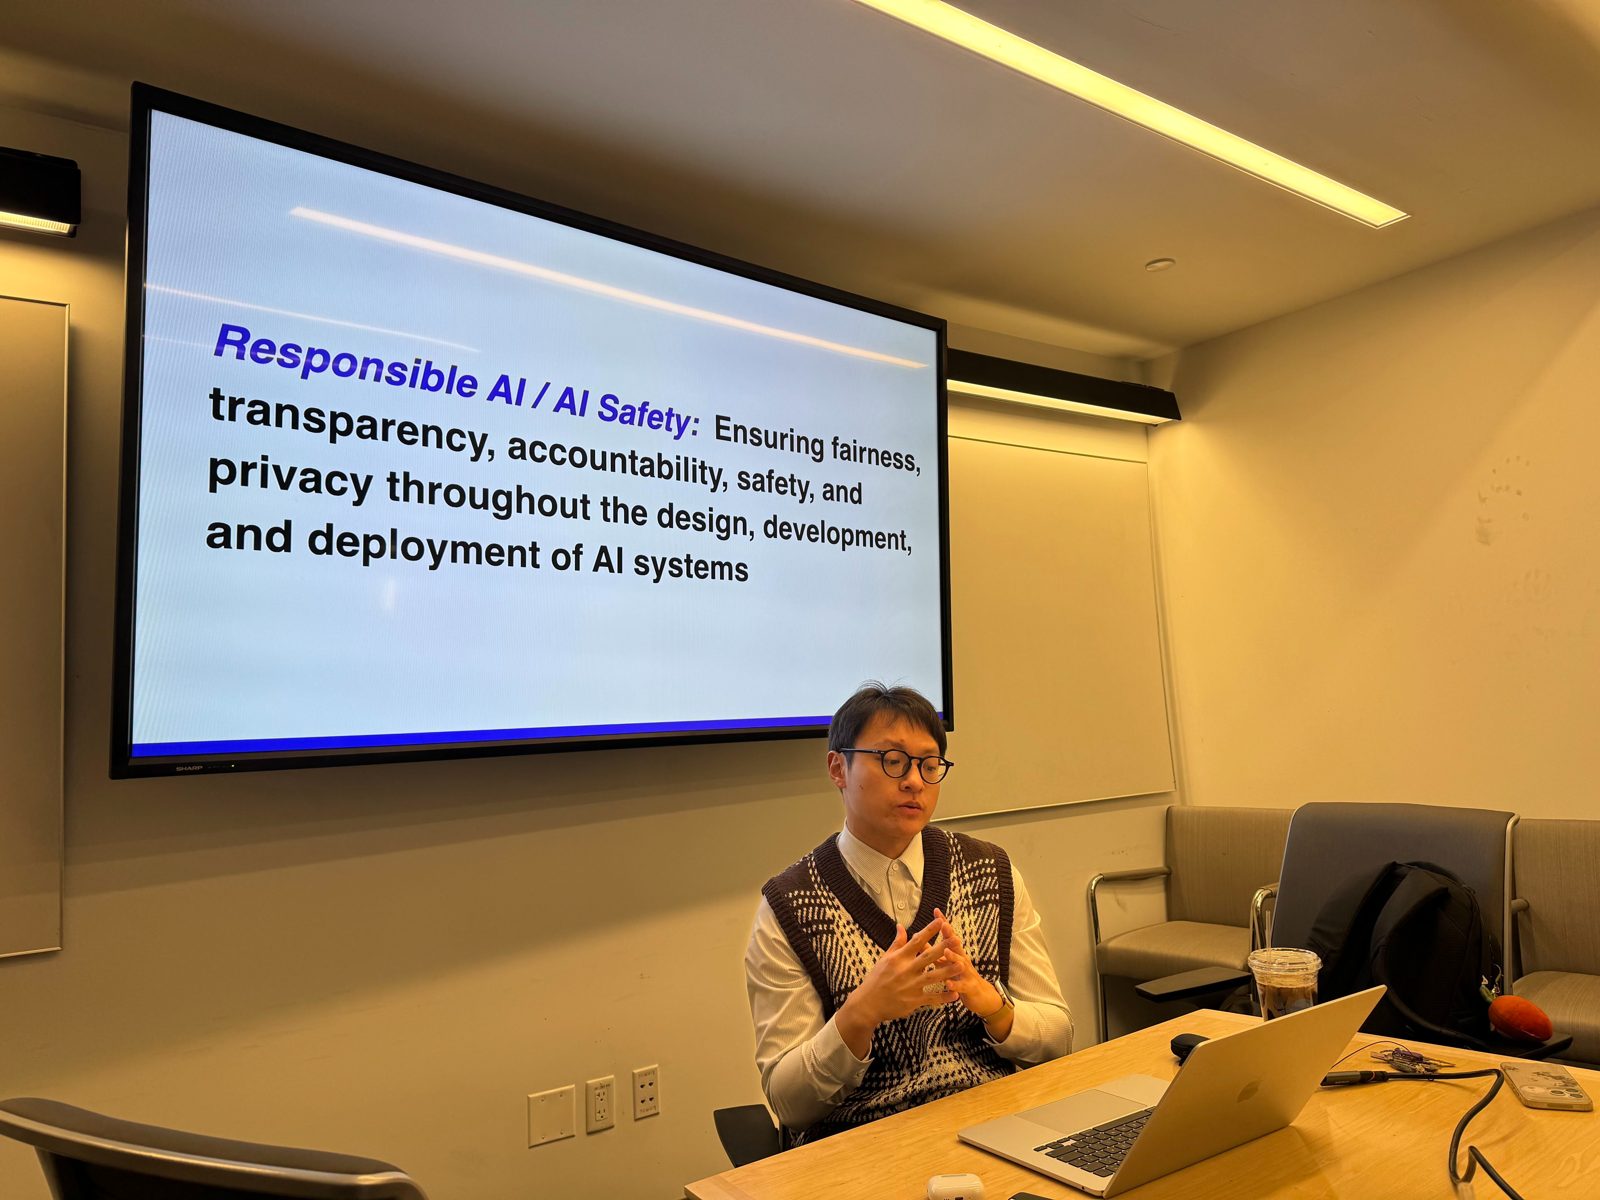 Responsible AI / AI Safety: Ensuring fairness,
transparency, accountability, safety, and
privacy throughout the design, development,
and deployment of AI systems
SHARP